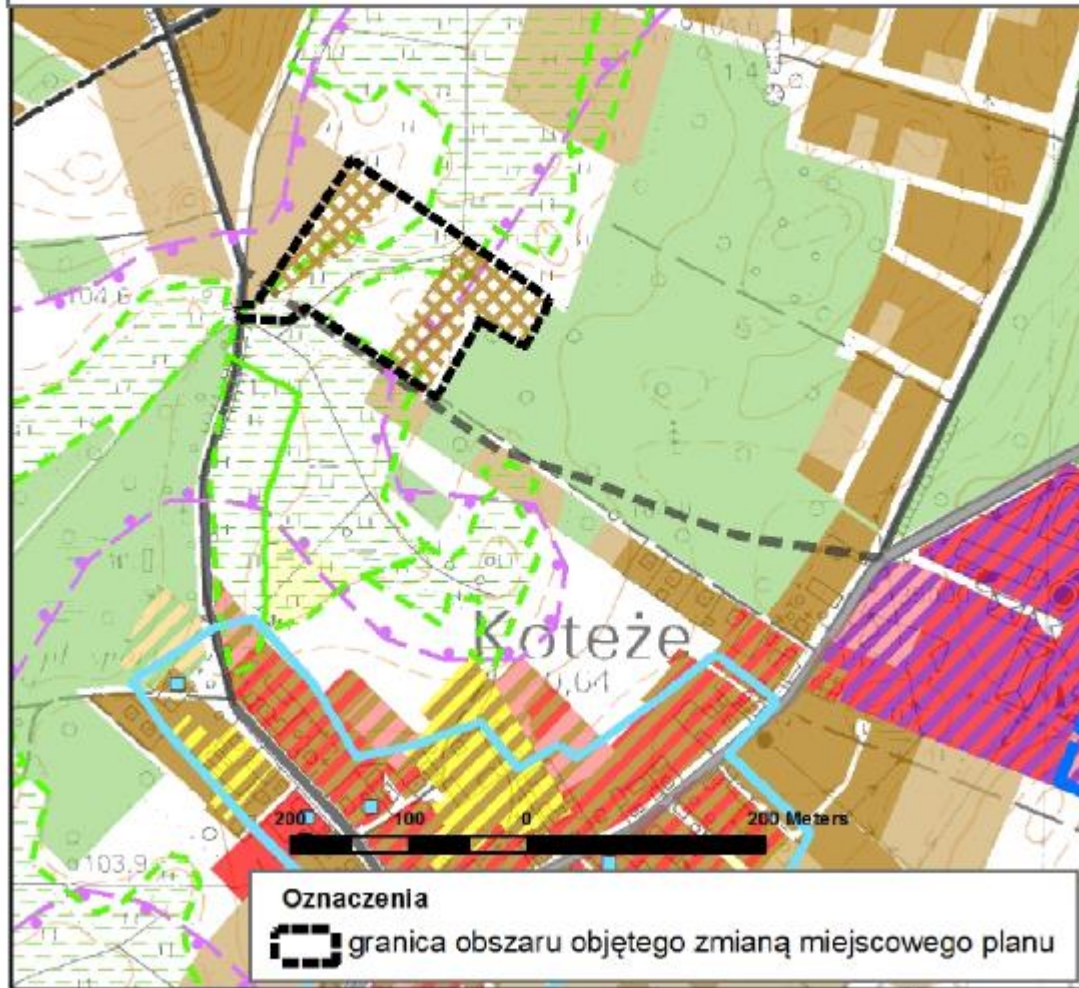 104,6
Koteże
200
100
0
200 Meters
103,9
Oznaczenia
granica obszaru objętego zmianą miejscowego planu